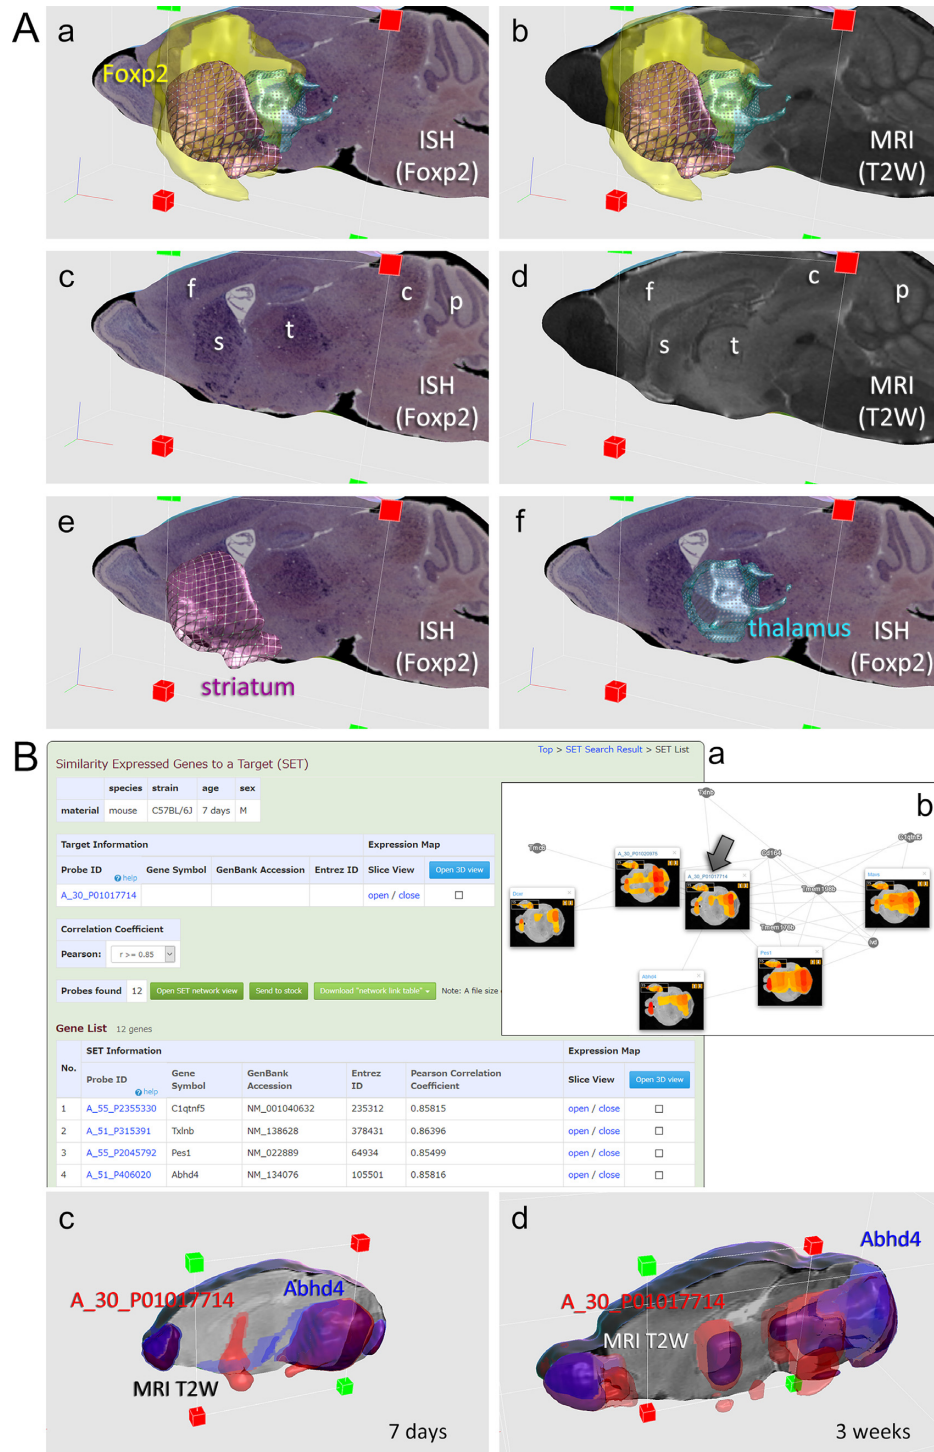 A
a
Foxp2
ISH
(Foxp2)
b
MRI
(T2W)
c
f
s
t
c
p
ISH
(Foxp2)
d
f
s
t
c
p
MRI
(T2W)
e
striatum
ISH
(Foxp2)
f
thalamus
ISH
(Foxp2)
B
a
Top > SET Search Result > SET List
Similarity Expressed Genes to a Target (SET)
species strain age sex
material mouse C57BL/6J 7 days M
Target Information Expression Map
Probe ID help Gene Symbol GenBank Accession Entrez ID Slice View Open 3D view
A_30_P01017714 open / close
Correlation Coefficient
Pearson: r >= 0.85
Probes found 12 Open SET network view Send to stock Download "network link table" Note: A file size
Gene List 12 genes
No. SET Information Expression Map
Probe ID help Gene Symbol GenBank Accession Entrez ID Pearson Correlation Coefficient Slice View Open 3D view
1 A_55_P2355330 C1qtnf5 NM_001040632 235312 0.85815 open / close
2 A_51_P315391 Txlnb NM_138628 378431 0.86396 open / close
3 A_55_P2045792 Pes1 NM_022889 64934 0.85499 open / close
4 A_51_P406020 Abhd4 NM_134076 105501 0.85816 open / close
b
Txlnb
C1qtnf5
Cd164
A_30_P01017714
Tmem108b
Tmem178b
Pes1
Abhd4
c
A_30_P01017714
Abhd4
MRI T2W
7 days
d
Abhd4
A_30_P01017714
MRI T2W
3 weeks